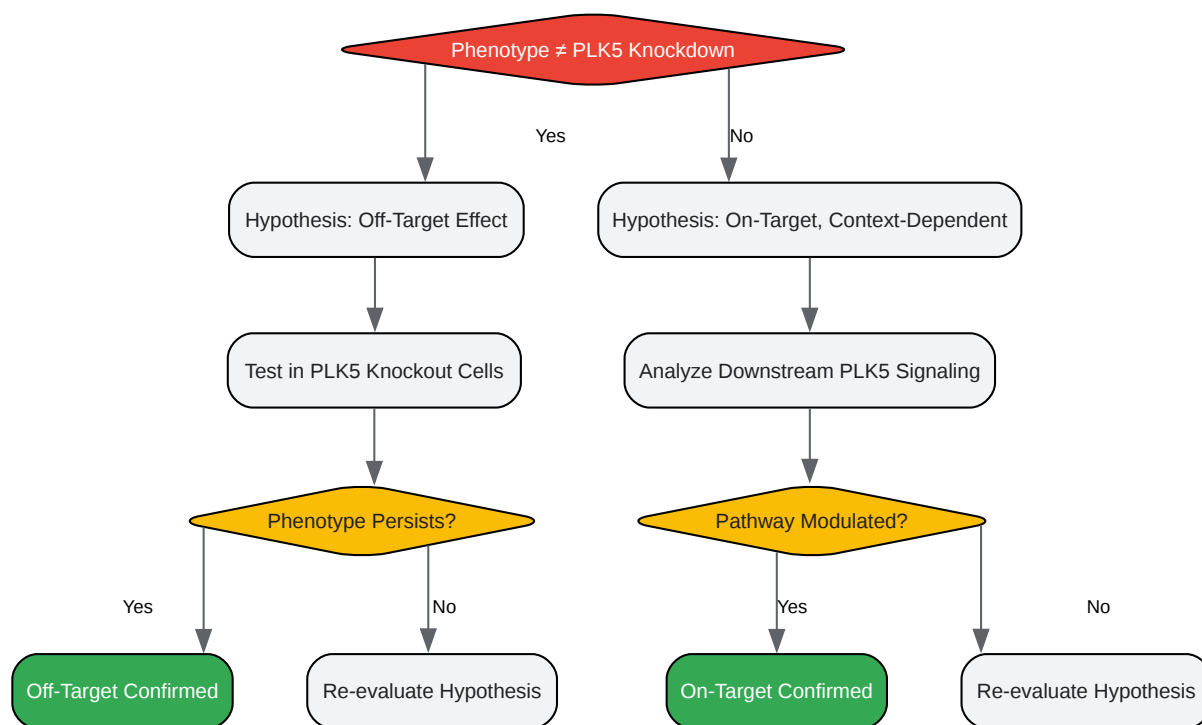 Phenotype ≠ PLK5 Knockdown
Yes
No
Hypothesis: Off-Target Effect
Hypothesis: On-Target, Context-Dependent
Test in PLK5 Knockout Cells
Analyze Downstream PLK5 Signaling
Phenotype Persists?
Pathway Modulated?
Yes
No
Yes
No
Off-Target Confirmed
Re-evaluate Hypothesis
On-Target Confirmed
Re-evaluate Hypothesis